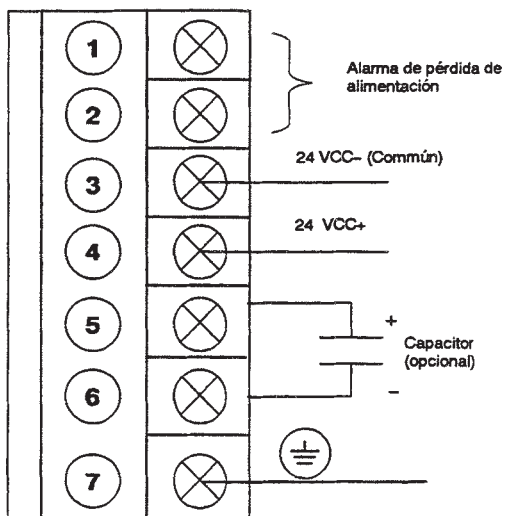 1
Alarma de pérdida de
alimentación
2
24 VCC– (Commún)
3
24 VCC+
4
5
+
Capacitor
(opcional)
6
–
7